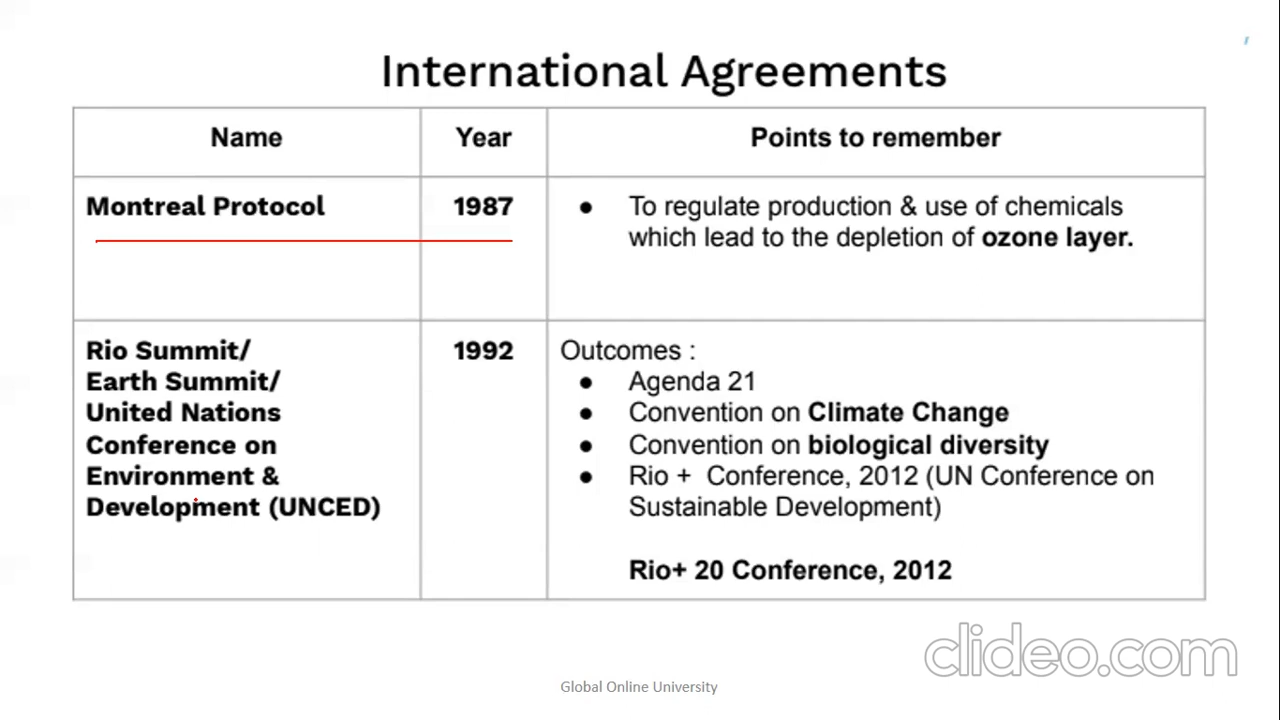 International Agreements
Name Year Points to remember
Montreal Protocol 1987 ● To regulate production & use of chemicals
which lead to the depletion of ozone layer.
Rio Summit/ 1992 Outcomes :
Earth Summit/ ● Agenda 21
United Nations ● Convention on Climate Change
Conference on ● Convention on biological diversity
Environment & ● Rio + Conference, 2012 (UN Conference on
Development (UNCED) Sustainable Development)
Rio+ 20 Conference, 2012
clideo.com
Global Online University